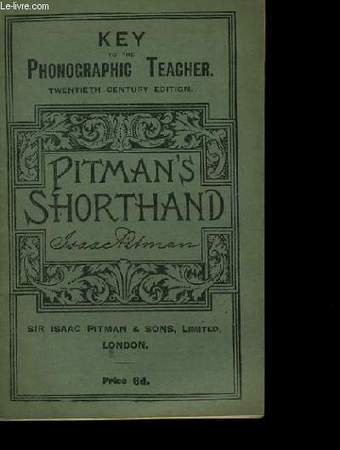 Le-livre.com
KEY
TO THE
PHONOGRAPHIC TEACHER.
TWENTIETH CENTURY EDITION.
PITMAN'S
SHORTHAND
Isaac Pitman
SIR ISAAC PITMAN & SONS, LIMITED,
LONDON.
Price 6d.